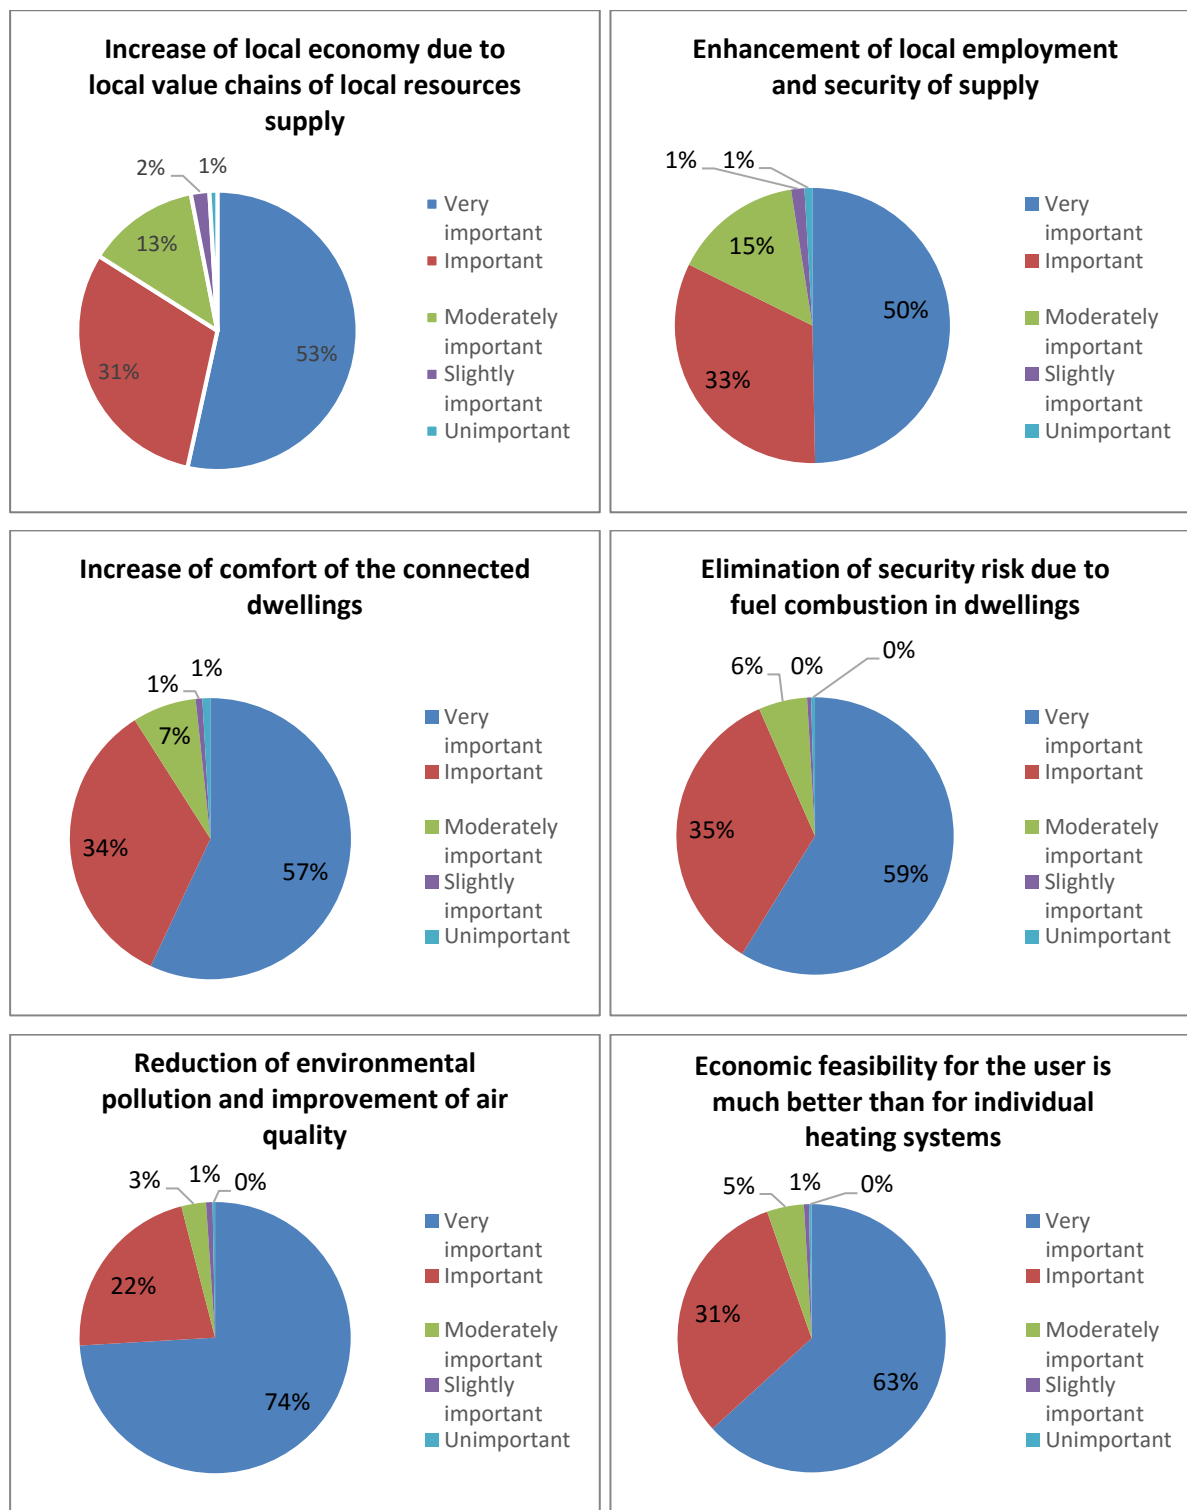 Increase of local economy due to
local value chains of local resources
supply
2%
1%
13%
31%
53%
Very
important
Important
Moderately
important
Slightly
important
Unimportant
Enhancement of local employment
and security of supply
1%
1%
15%
33%
50%
Very
important
Important
Moderately
important
Slightly
important
Unimportant
Increase of comfort of the connected
dwellings
1%
1%
7%
34%
57%
Very
important
Important
Moderately
important
Slightly
important
Unimportant
Elimination of security risk due to
fuel combustion in dwellings
6%
0%
0%
35%
59%
Very
important
Important
Moderately
important
Slightly
important
Unimportant
Reduction of environmental
pollution and improvement of air
quality
3%
1%
0%
22%
74%
Very
important
Important
Moderately
important
Slightly
important
Unimportant
Economic feasibility for the user is
much better than for individual
heating systems
5%
1%
0%
31%
63%
Very
important
Important
Moderately
important
Slightly
important
Unimportant